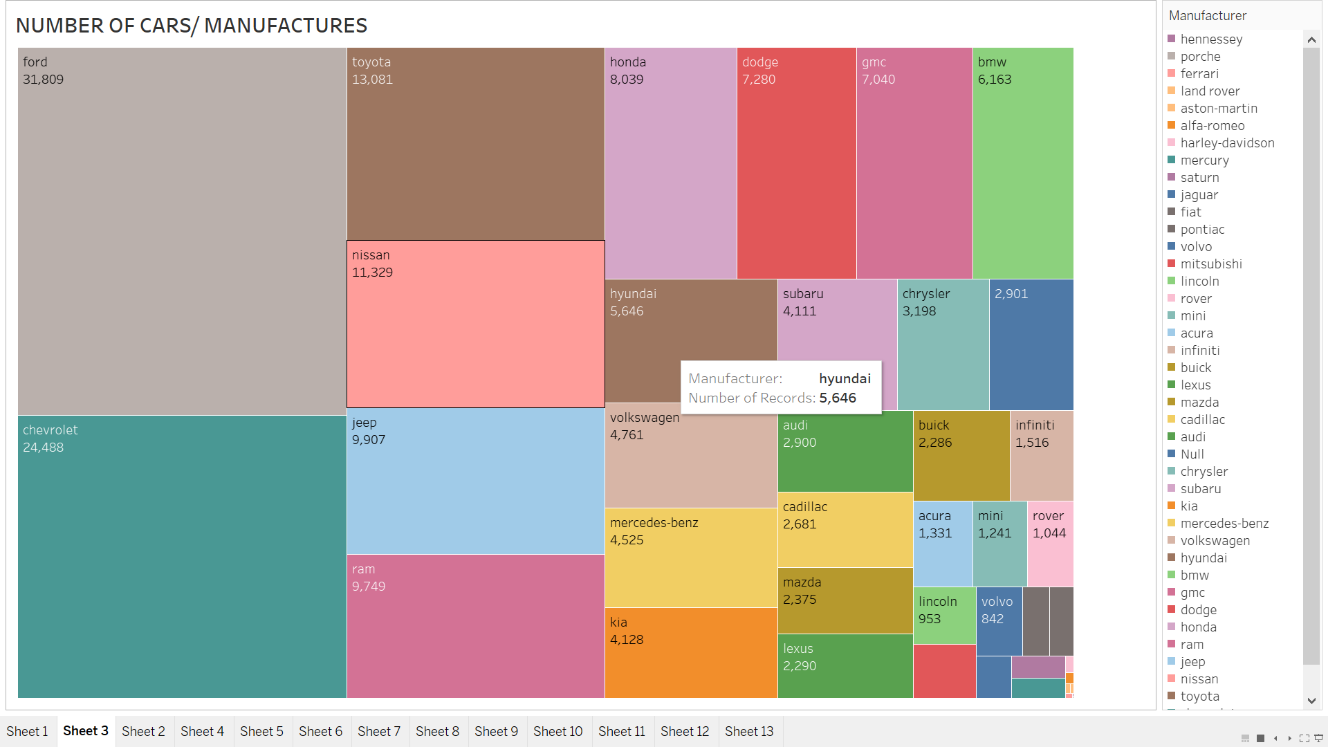 NUMBER OF CARS/ MANUFACTURES
ford
31,809
toyota
13,081
honda
8,039
dodge
7,280
gmc
7,040
bmw
6,163
nissan
11,329
hyundai
5,646
subaru
4,111
chrysler
3,198
2,901
Manufacturer: hyundai
Number of Records: 5,646
chevrolet
24,488
jeep
9,907
volkswagen
4,761
audi
2,900
buick
2,286
infiniti
1,516
mercedes-benz
4,525
cadillac
2,681
acura
1,331
mini
1,241
rover
1,044
ram
9,749
mazda
2,375
kia
4,128
lincoln
953
volvo
842
lexus
2,290
Manufacturer
hennessey
porche
ferrari
land rover
aston-martin
alfa-romeo
harley-davidson
mercury
saturn
jaguar
fiat
pontiac
volvo
mitsubishi
lincoln
rover
mini
acura
infiniti
buick
lexus
mazda
cadillac
audi
Null
chrysler
subaru
kia
mercedes-benz
volkswagen
hyundai
bmw
gmc
dodge
honda
ram
jeep
nissan
toyota
Sheet 1 Sheet 3 Sheet 2 Sheet 4 Sheet 5 Sheet 6 Sheet 7 Sheet 8 Sheet 9 Sheet 10 Sheet 11 Sheet 12 Sheet 13